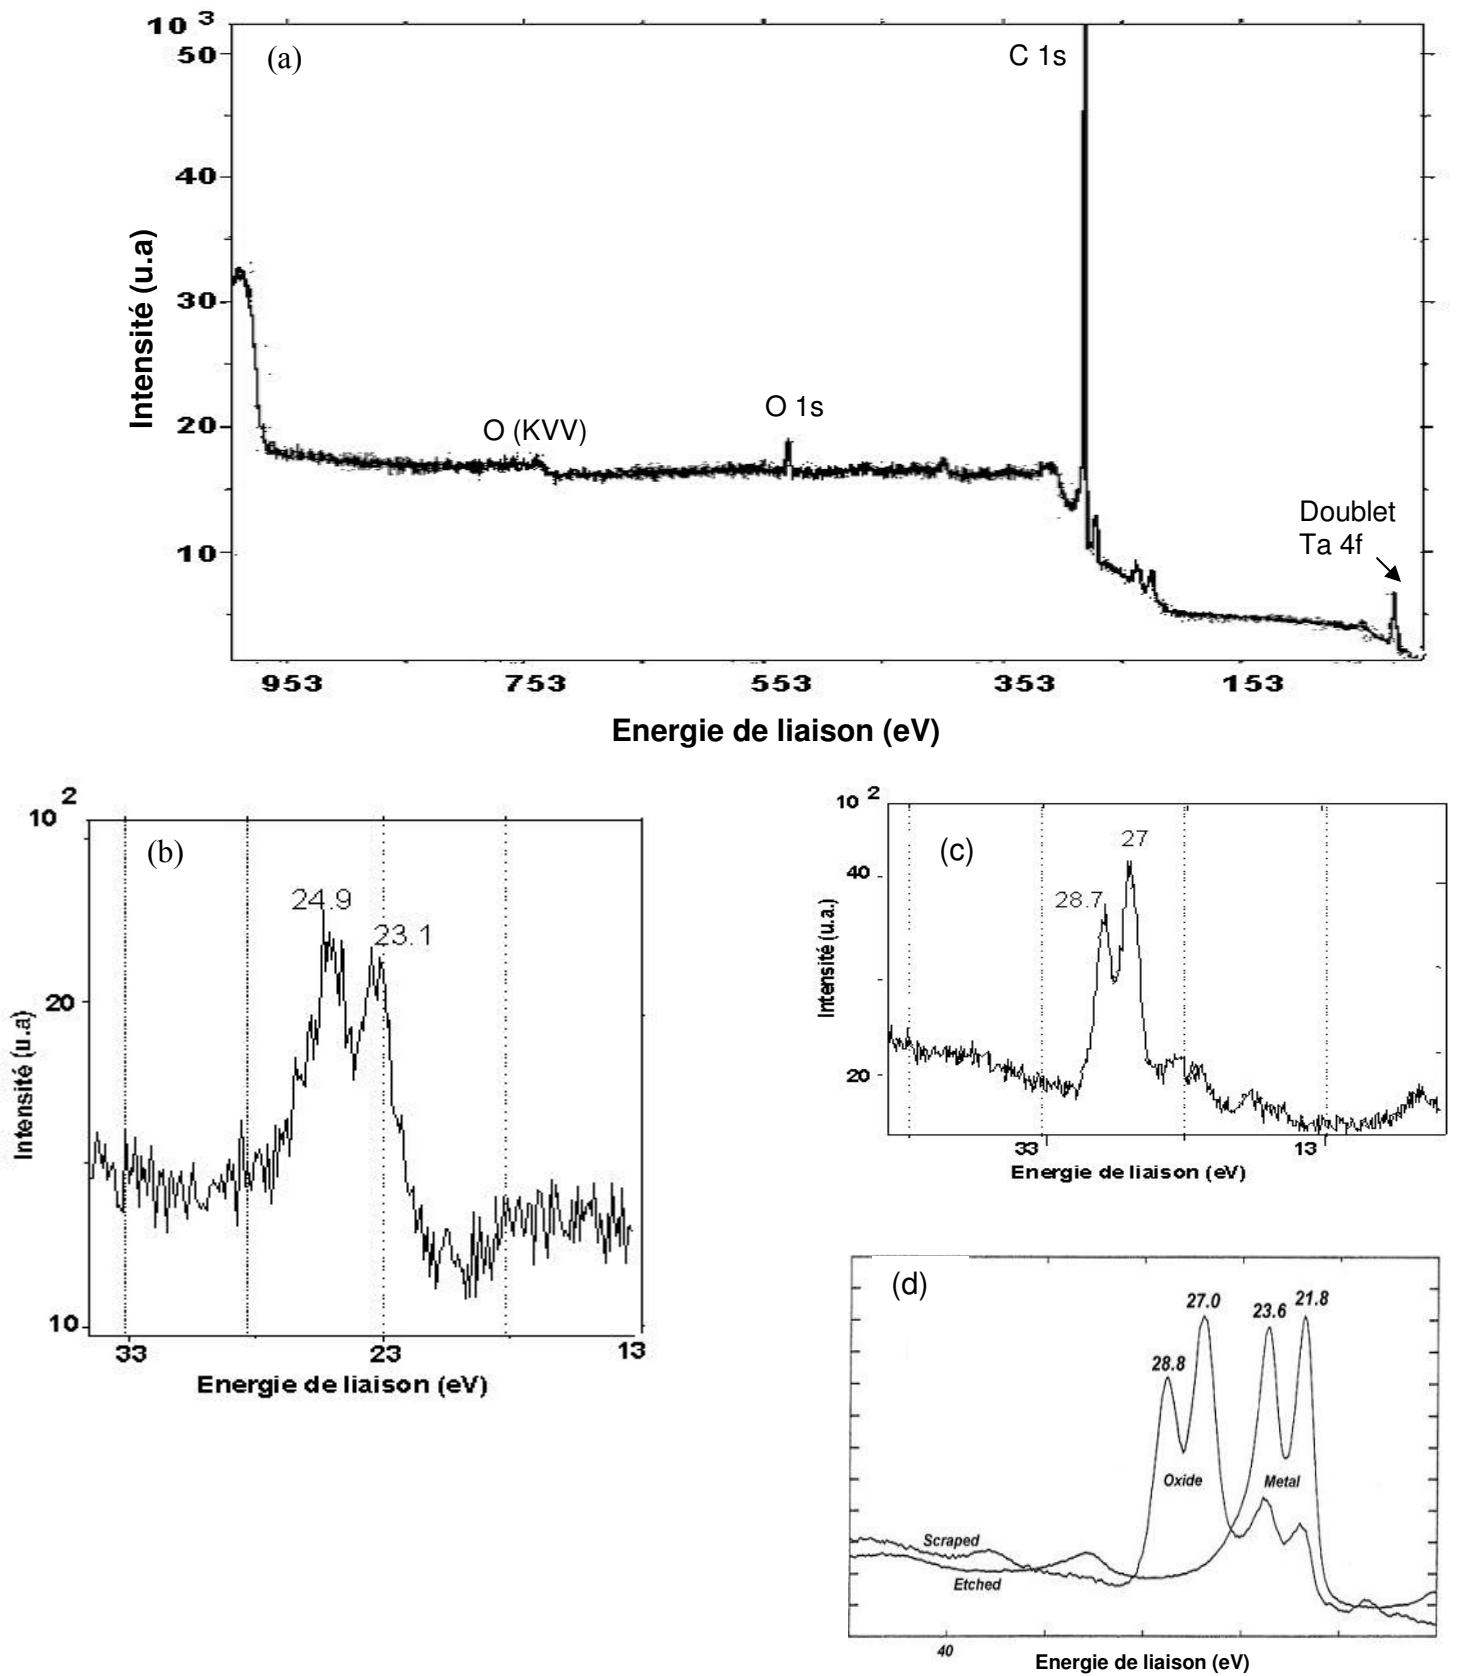 10 3
50
(a)
C 1s
40
Intensité (u.a)
30
O 1s
20
O (KVV)
Doublet
Ta 4f
10
953
753
553
353
153
Energie de liaison (eV)
10 2
(b)
24.9
23.1
20
Intensité (u.a)
10
33
23
13
Energie de liaison (eV)
10 2
(c)
27
40
28.7
Intensité (u.a.)
20
33
13
Energie de liaison (eV)
(d)
27.0
23.6
21.8
28.8
Oxide
Metal
Scraped
Etched
40
Energie de liaison (eV)